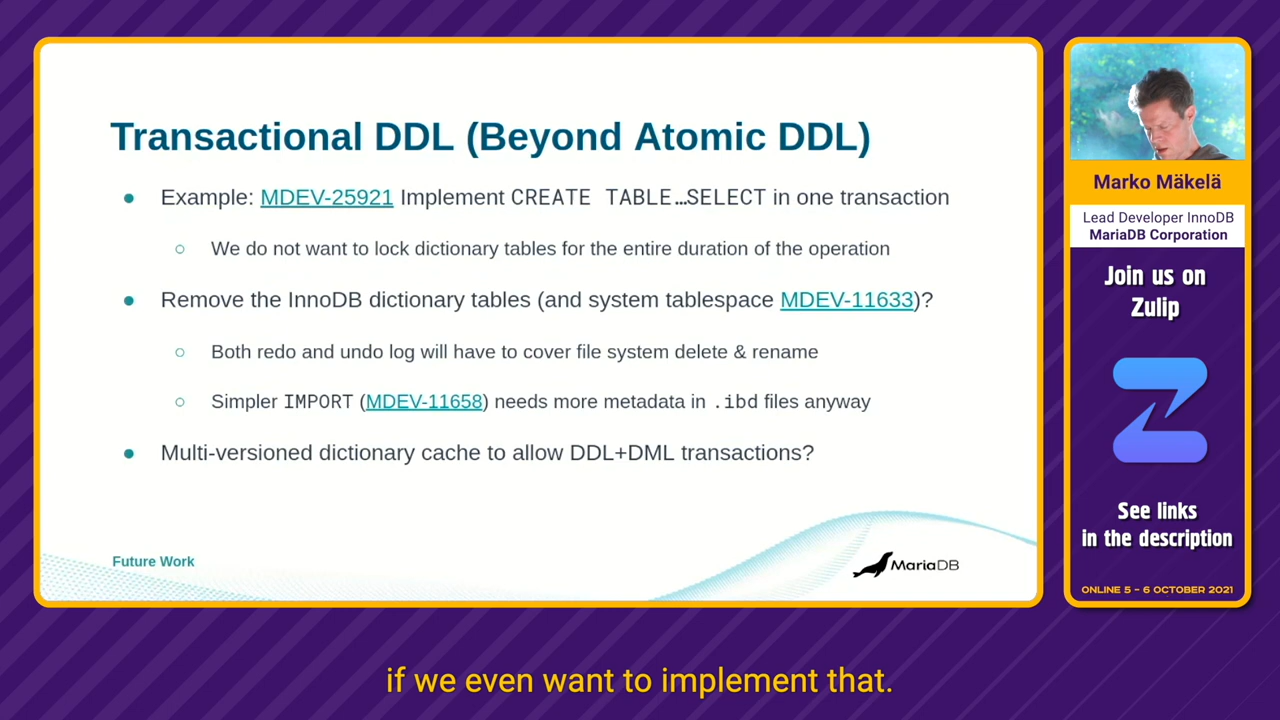 Transactional DDL (Beyond Atomic DDL)
● Example: MDEV-25921 Implement CREATE TABLE…SELECT in one transaction
○ We do not want to lock dictionary tables for the entire duration of the operation
● Remove the InnoDB dictionary tables (and system tablespace MDEV-11633)?
○ Both redo and undo log will have to cover file system delete & rename
○ Simpler IMPORT (MDEV-11658) needs more metadata in .ibd files anyway
● Multi-versioned dictionary cache to allow DDL+DML transactions?
Future Work
MariaDB
Marko Mäkelä
Lead Developer InnoDB
MariaDB Corporation
Join us on
Zulip
See links
in the description
ONLINE 5 - 6 OCTOBER 2021
if we even want to implement that.